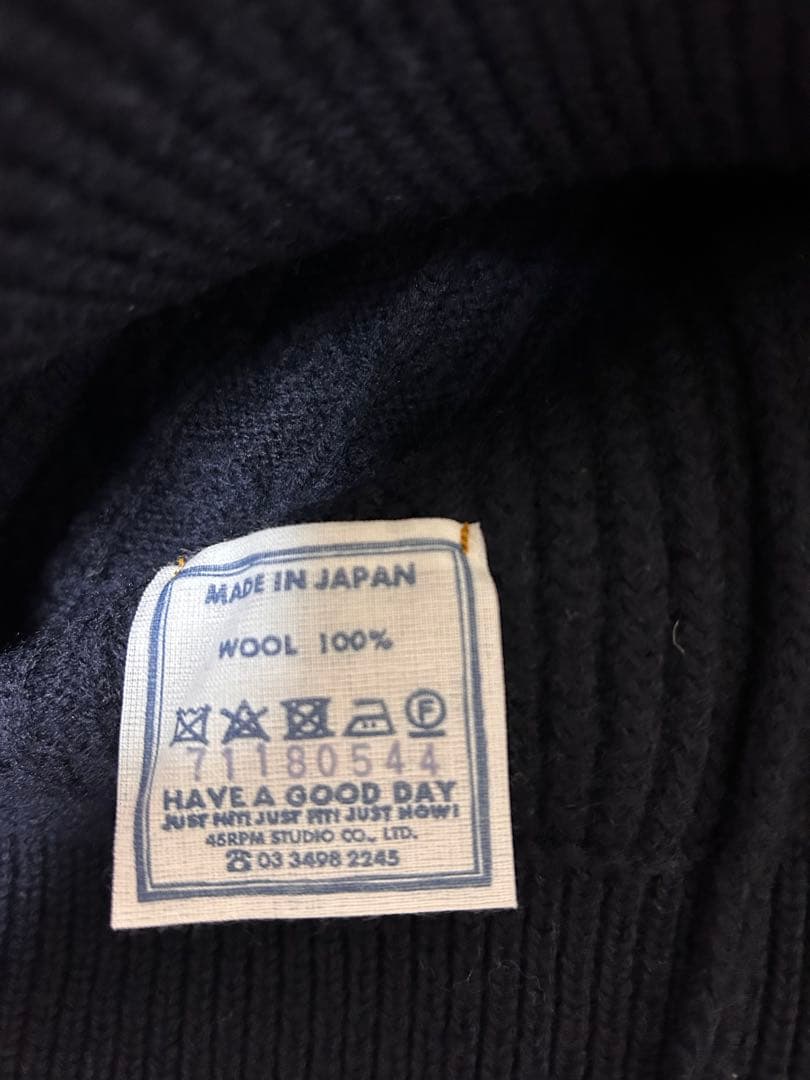 MADE IN JAPAN
WOOL 100%
F
71180544
HAVE A GOOD DAY
JUST HIT! JUST FIT! JUST NOW!
45RPM STUDIO CO., LTD.
☎ 03 3498 2245